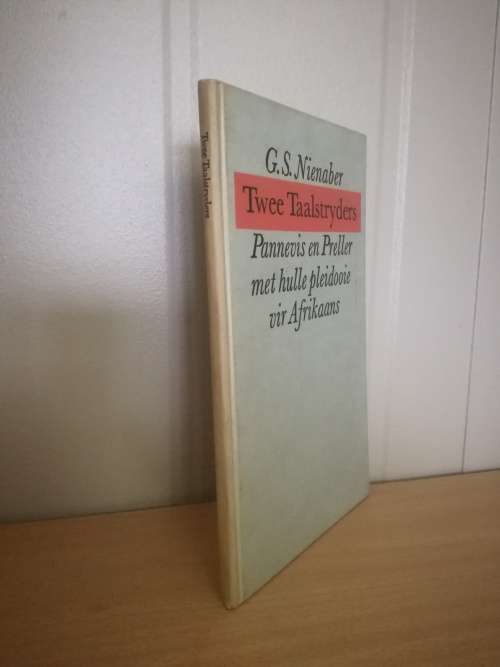 Twee Taalstryders
G.S. Nienaber
Twee Taalstryders
Pannevis en Preller
met hulle pleidooie
vir Afrikaans